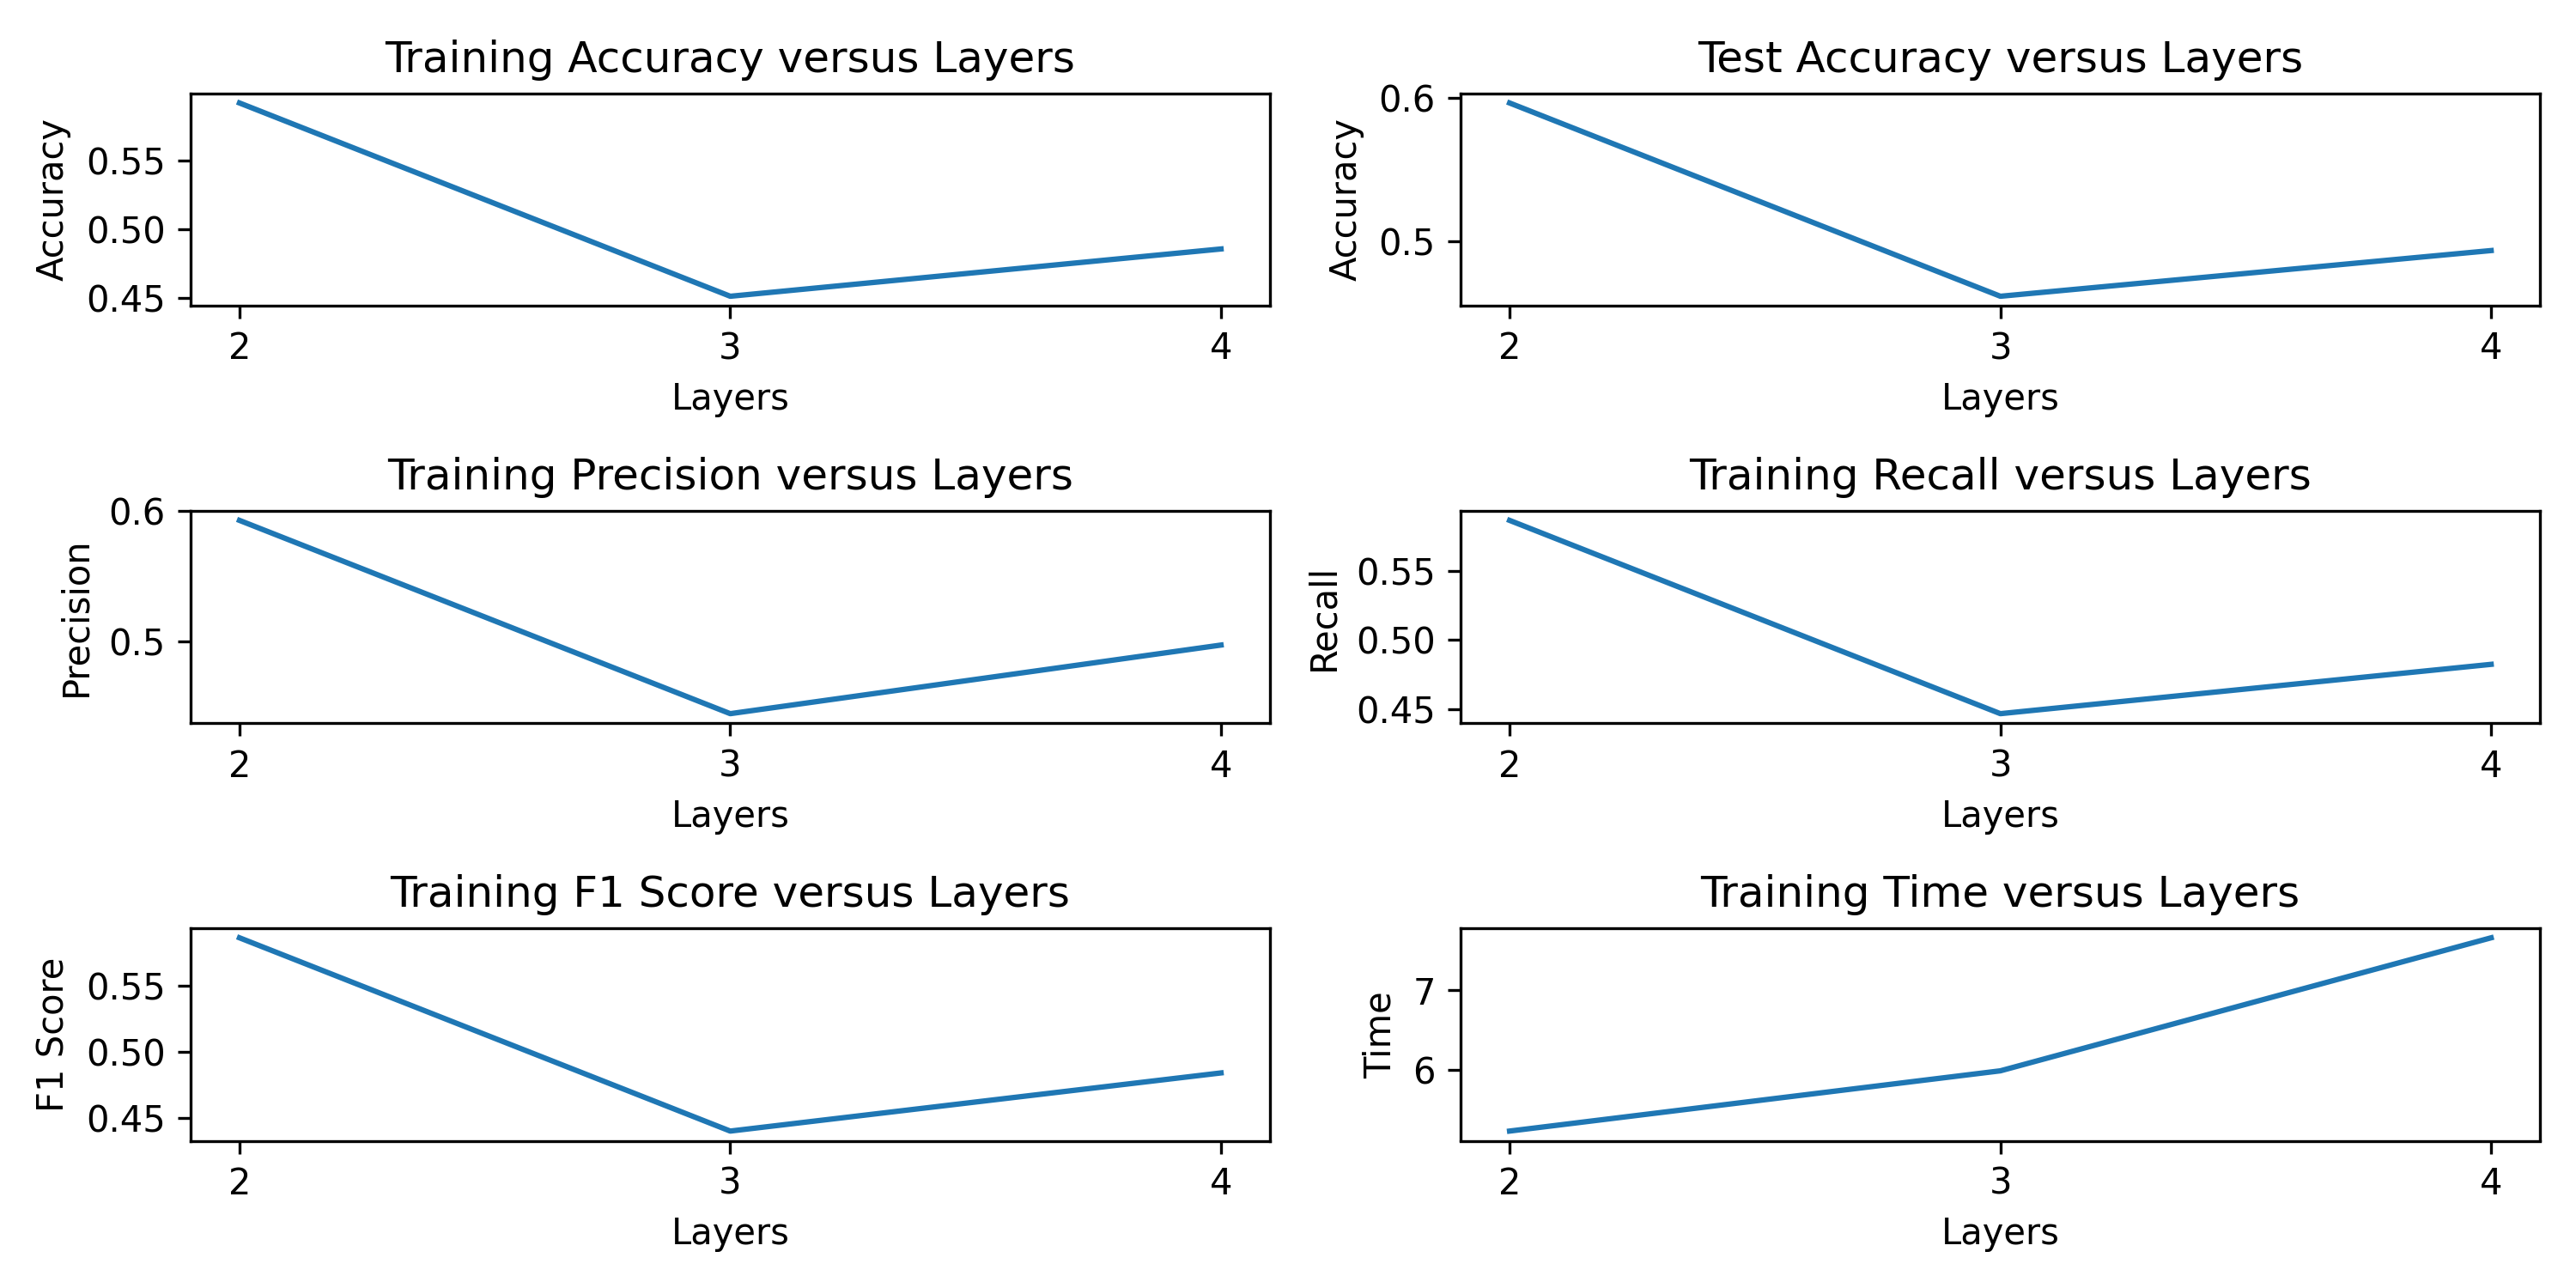 Training Accuracy versus Layers
Accuracy
0.55
0.50
0.45
2 3 4
Layers
Test Accuracy versus Layers
Accuracy
0.6
0.5
2 3 4
Layers
Training Precision versus Layers
Precision
0.6
0.5
2 3 4
Layers
Training Recall versus Layers
Recall
0.55
0.50
0.45
2 3 4
Layers
Training F1 Score versus Layers
F1 Score
0.55
0.50
0.45
2 3 4
Layers
Training Time versus Layers
Time
7
6
2 3 4
Layers